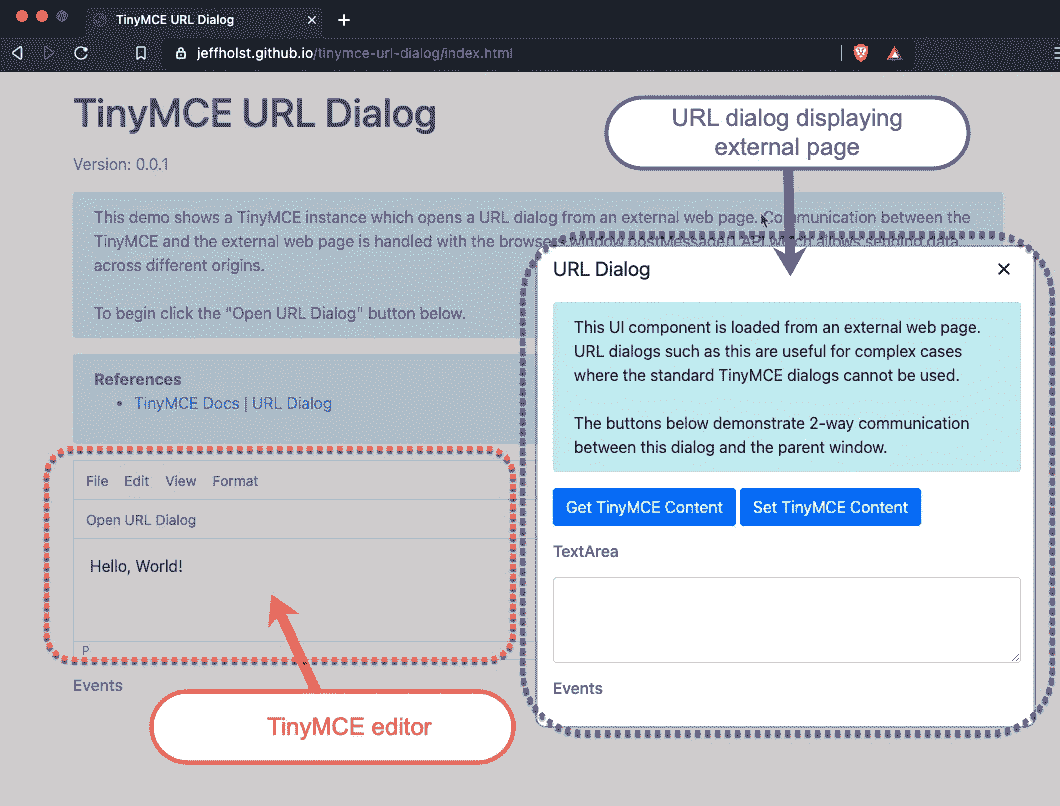 TinyMCE URL Dialog
jeffholst.github.io/tinymce-url-dialog/index.html
TinyMCE URL Dialog
Version: 0.0.1
URL dialog displaying
external page
This demo shows a TinyMCE instance which opens a URL dialog from an external web page. Communication between the
TinyMCE and the external web page is handled with the browsers window.postMessage() API which allows sending data
across different origins.
To begin click the "Open URL Dialog" button below.
References
• TinyMCE Docs | URL Dialog
File Edit View Format
Open URL Dialog
Hello, World!
P
Events
TinyMCE editor
URL Dialog
This UI component is loaded from an external web page.
URL dialogs such as this are useful for complex cases
where the standard TinyMCE dialogs cannot be used.
The buttons below demonstrate 2-way communication
between this dialog and the parent window.
Get TinyMCE Content Set TinyMCE Content
TextArea
Events